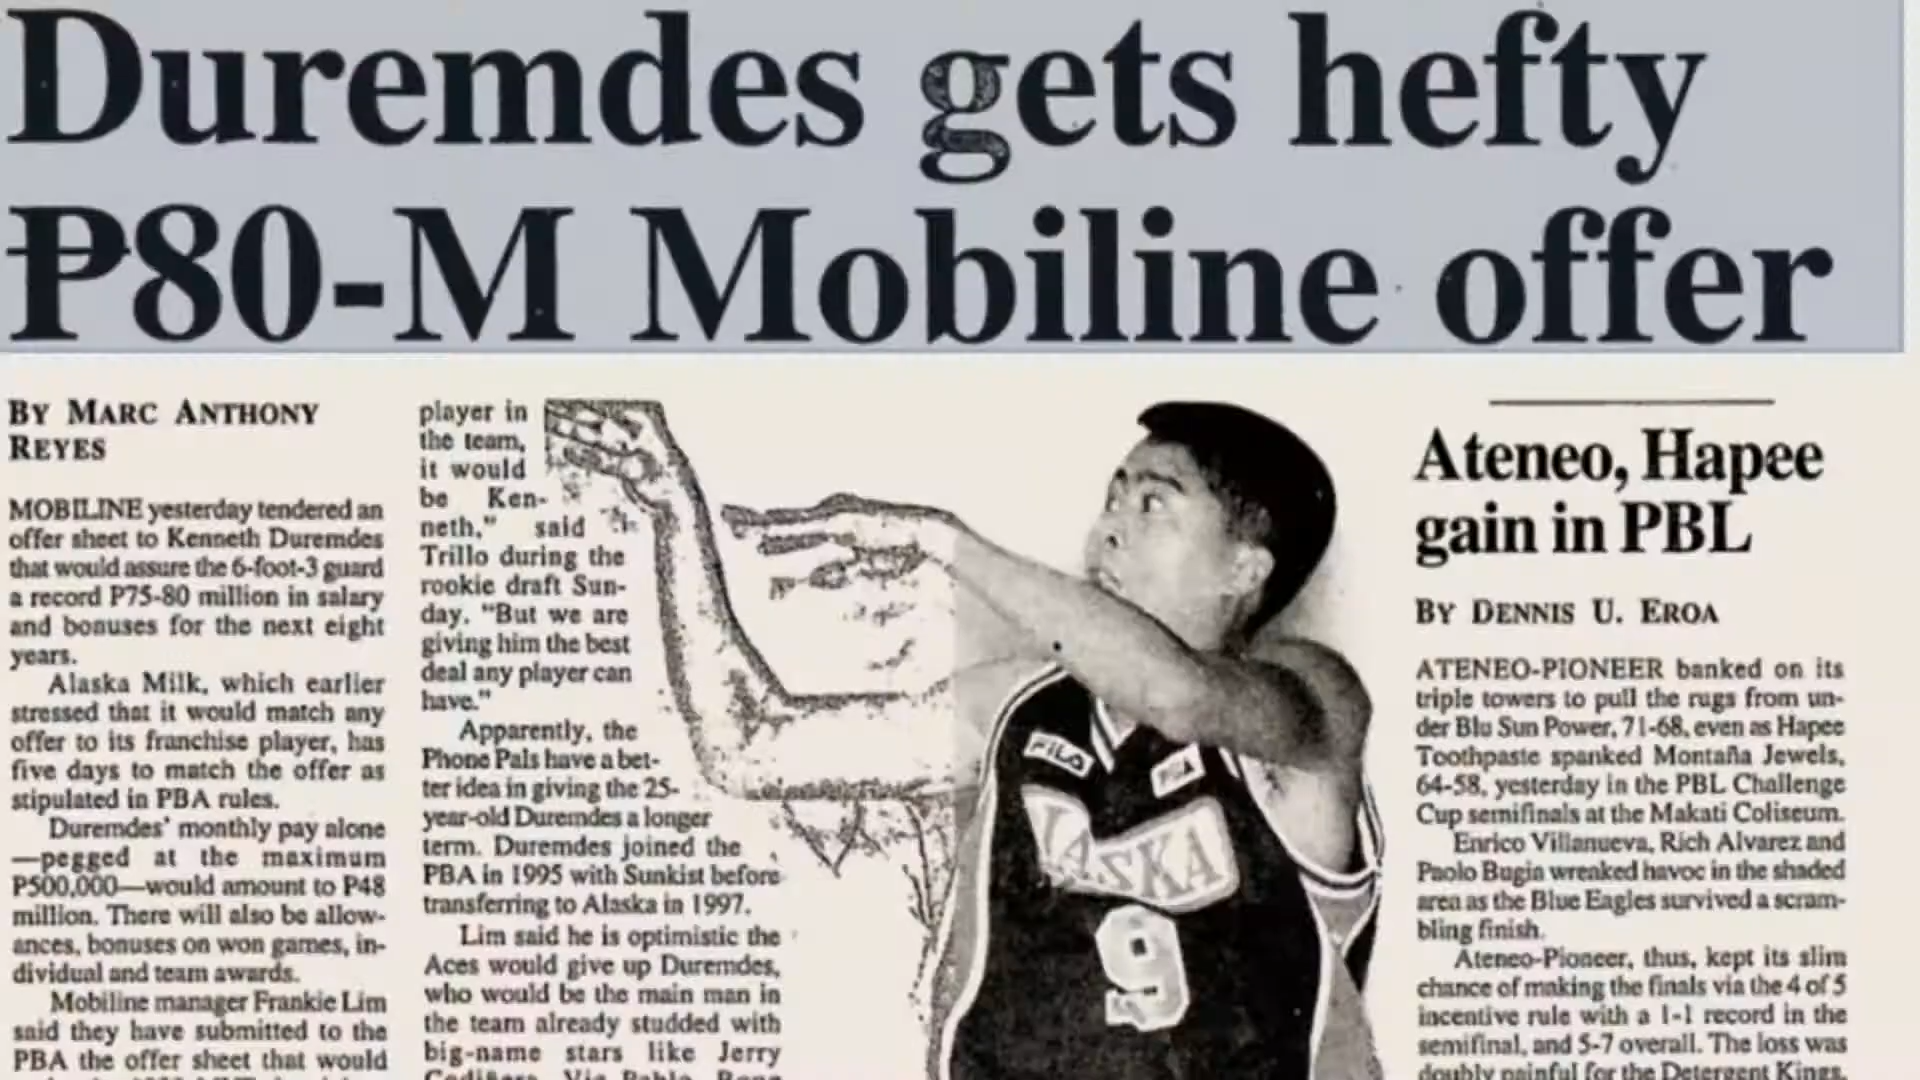 Duremdes gets hefty
₱80-M Mobiline offer
BY MARC ANTHONY
REYES
MOBILINE yesterday tendered an
offer sheet to Kenneth Duremdes
that would assure the 6-foot-3 guard
a record P75-80 million in salary
and bonuses for the next eight
years.
Alaska Milk, which earlier
stressed that it would match any
offer to its franchise player, has
five days to match the offer as
stipulated in PBA rules.
Duremdes' monthly pay alone
—pegged at the maximum
P500,000—would amount to P48
million. There will also be allow-
ances, bonuses on won games, in-
dividual and team awards.
Mobiline manager Frankie Lim
said they have submitted to the
PBA the offer sheet that would
player in
the team,
it would
be Ken-
neth," said
Trillo during the
rookie draft Sun-
day. "But we are
giving him the best
deal any player can
have."
Apparently, the
Phone Pals have a bet-
ter idea in giving the 25-
year-old Duremdes a longer
term. Duremdes joined the
PBA in 1995 with Sunkist before
transferring to Alaska in 1997.
Lim said he is optimistic the
Aces would give up Duremdes,
who would be the main man in
the team already studded with
big-name stars like Jerry
FILA
ALASKA
9
Ateneo, Hapee
gain in PBL
BY DENNIS U. EROA
ATENEO-PIONEER banked on its
triple towers to pull the rugs from un-
der Blu Sun Power, 71-68, even as Hapee
Toothpaste spanked Montaña Jewels,
64-58, yesterday in the PBL Challenge
Cup semifinals at the Makati Coliseum.
Enrico Villanueva, Rich Alvarez and
Paolo Bugia wreaked havoc in the shaded
area as the Blue Eagles survived a scram-
bling finish.
Ateneo-Pioneer, thus, kept its slim
chance of making the finals via the 4 of 5
incentive rule with a 1-1 record in the
semifinal, and 5-7 overall. The loss was
doubly painful for the Detergent Kings,